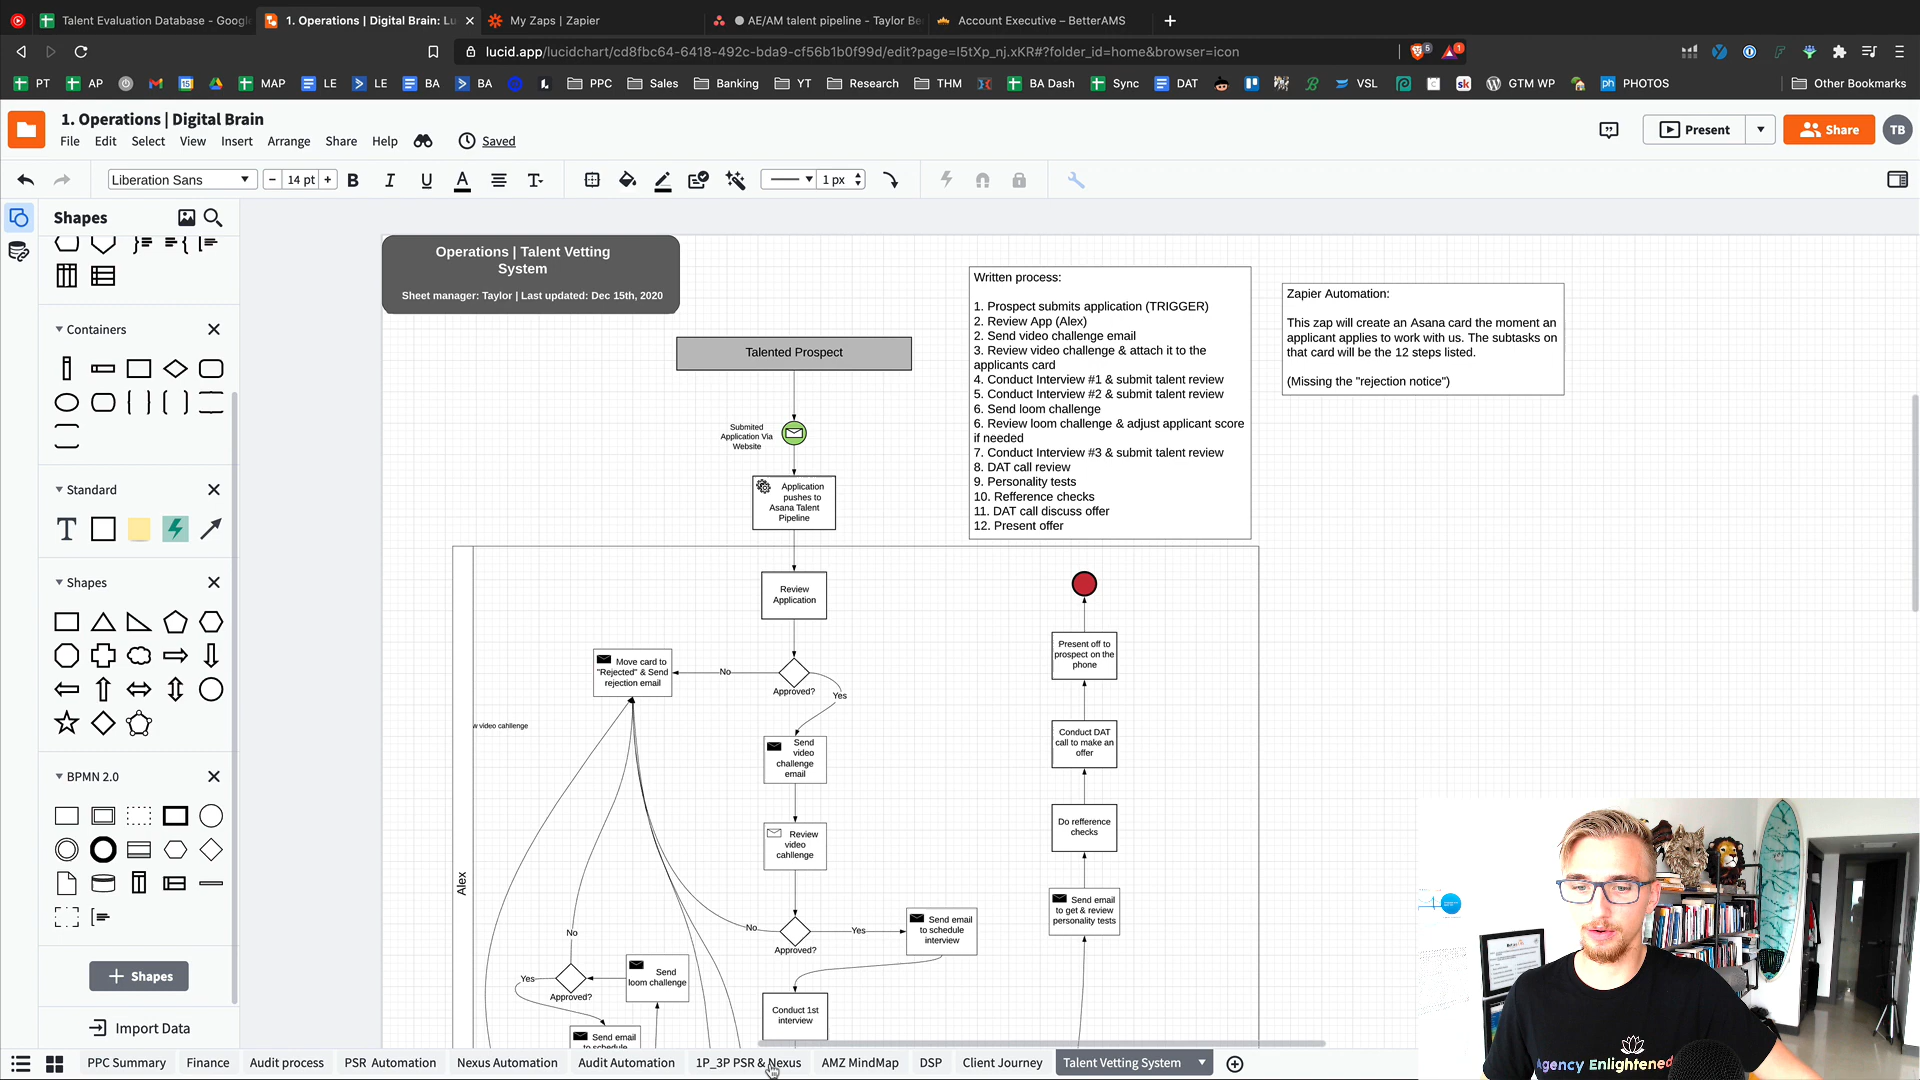 Talent Evaluation Database - Google
1. Operations | Digital Brain: Lu
My Zaps | Zapier
AE/AM talent pipeline - Taylor Be
Account Executive – BetterAMS
lucid.app/lucidchart/cd8fbc64-6418-492c-bda9-cf56b1b0f99d/edit?page=I5tXp_nj.xKR#?folder_id=home&browser=icon
PT
AP
MAP
LE
LE
BA
BA
PPC
Sales
Banking
YT
Research
THM
BA Dash
Sync
DAT
VSL
GTM WP
PHOTOS
Other Bookmarks
1. Operations | Digital Brain
File Edit Select View Insert Arrange Share Help
Saved
Present
Share
TB
Liberation Sans
14 pt
1 px
Shapes
Containers
Standard
Shapes
BPMN 2.0
Shapes
Import Data
Operations | Talent Vetting
System
Sheet manager: Taylor | Last updated: Dec 15th, 2020
Talented Prospect
Submited
Application Via
Website
Application
pushes to
Asana Talent
Pipeline
Written process:
1. Prospect submits application (TRIGGER)
2. Review App (Alex)
2. Send video challenge email
3. Review video challenge & attach it to the
applicants card
4. Conduct Interview #1 & submit talent review
5. Conduct Interview #2 & submit talent review
6. Send loom challenge
6. Review loom challenge & adjust applicant score
if needed
7. Conduct Interview #3 & submit talent review
8. DAT call review
9. Personality tests
10. Refference checks
11. DAT call discuss offer
12. Present offer
Zapier Automation:
This zap will create an Asana card the moment an
applicant applies to work with us. The subtasks on
that card will be the 12 steps listed.
(Missing the "rejection notice")
Alex
Review
Application
Move card to
"Rejected" & Send
rejection email
No
Approved?
Yes
w video cahllenge
Send
video
challenge
email
Review
video
cahllenge
No
Approved?
Yes
Send email
to schedule
interview
No
Yes
Approved?
Send
loom challenge
Send email
to schedule
Conduct 1st
interview
Present off to
prospect on the
phone
Conduct DAT
call to make an
offer
Do refference
checks
Send email
to get & review
personality tests
PPC Summary
Finance
Audit process
PSR Automation
Nexus Automation
Audit Automation
1P_3P PSR & Nexus
AMZ MindMap
DSP
Client Journey
Talent Vetting System
Agency Enlightened